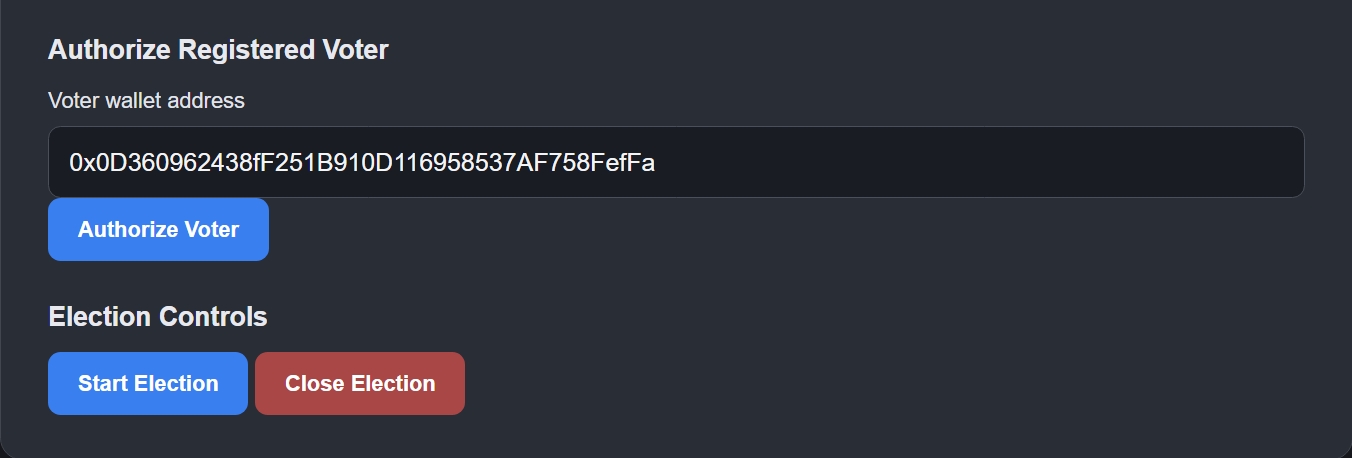 Authorize Registered Voter
Voter wallet address
0x0D360962438fF251B910D116958537AF758FefFa
Authorize Voter
Election Controls
Start Election Close Election